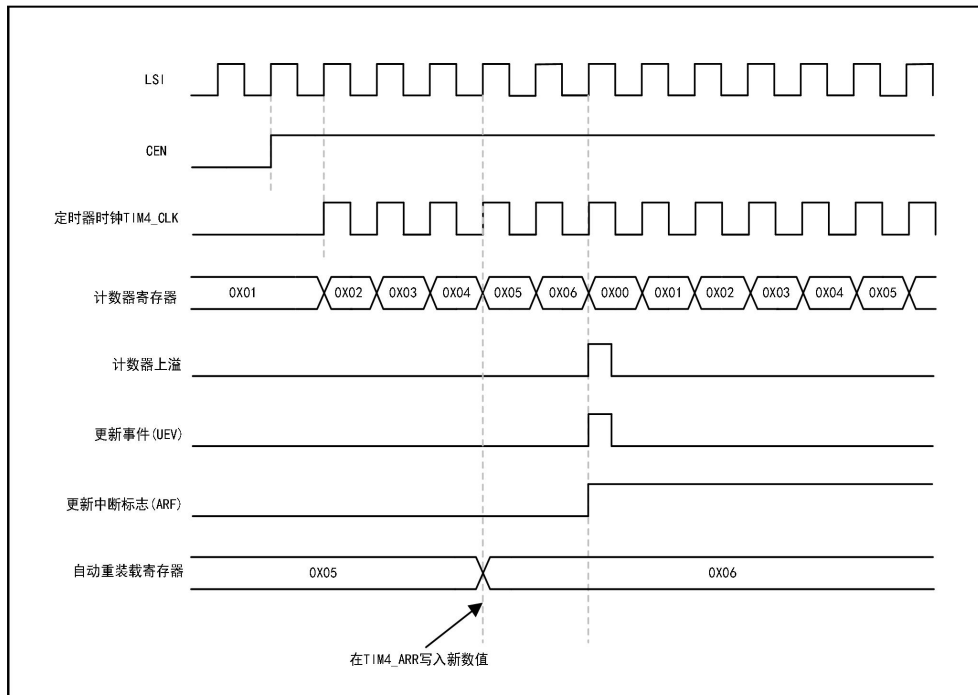 LSI
CEN
定时器时钟TIM4_CLK
计数器寄存器 0X01 0X02 0X03 0X04 0X05 0X06 0X00 0X01 0X02 0X03 0X04 0X05
计数器上溢
更新事件(UEV)
更新中断标志(ARF)
自动重装载寄存器 0X05 0X06
在TIM4_ARR写入新数值